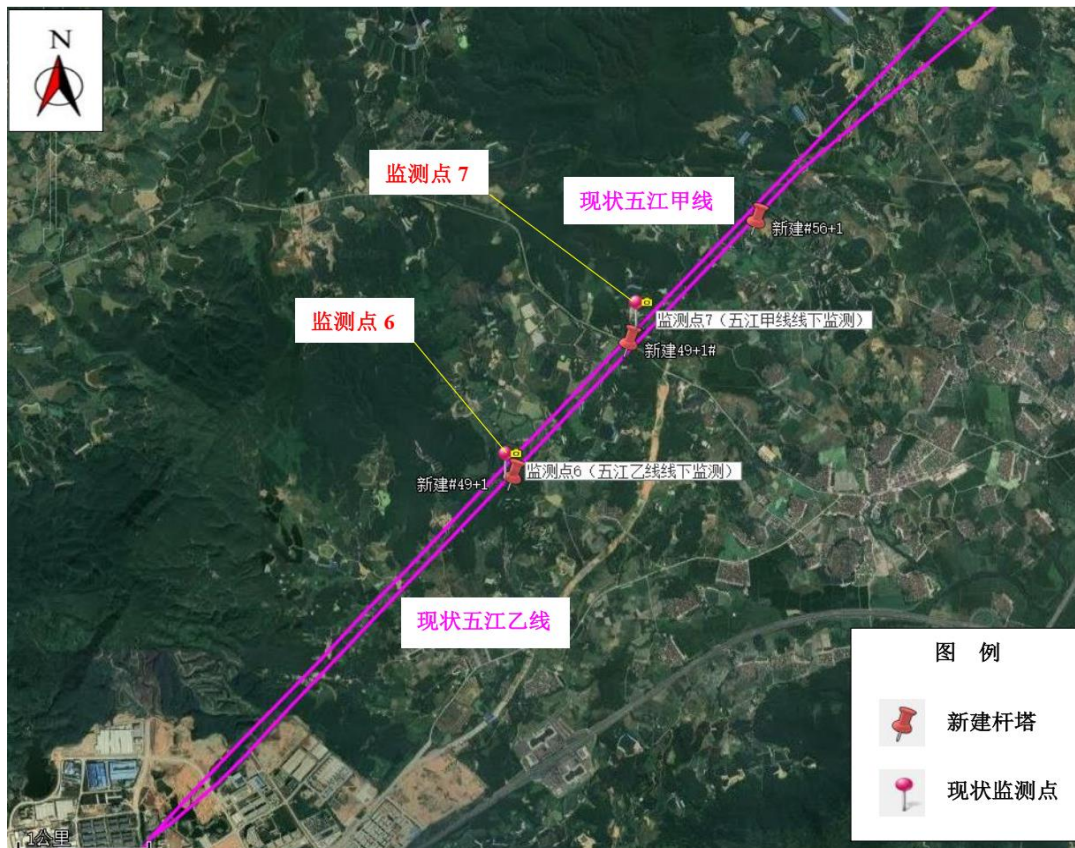 N
监测点 7
现状五江甲线
新建#56+1
监测点 6
监测点7（五江甲线线下监测）
新建49+1#
监测点6（五江乙线线下监测）
新建#49+1
现状五江乙线
图 例
新建杆塔
现状监测点
1公里